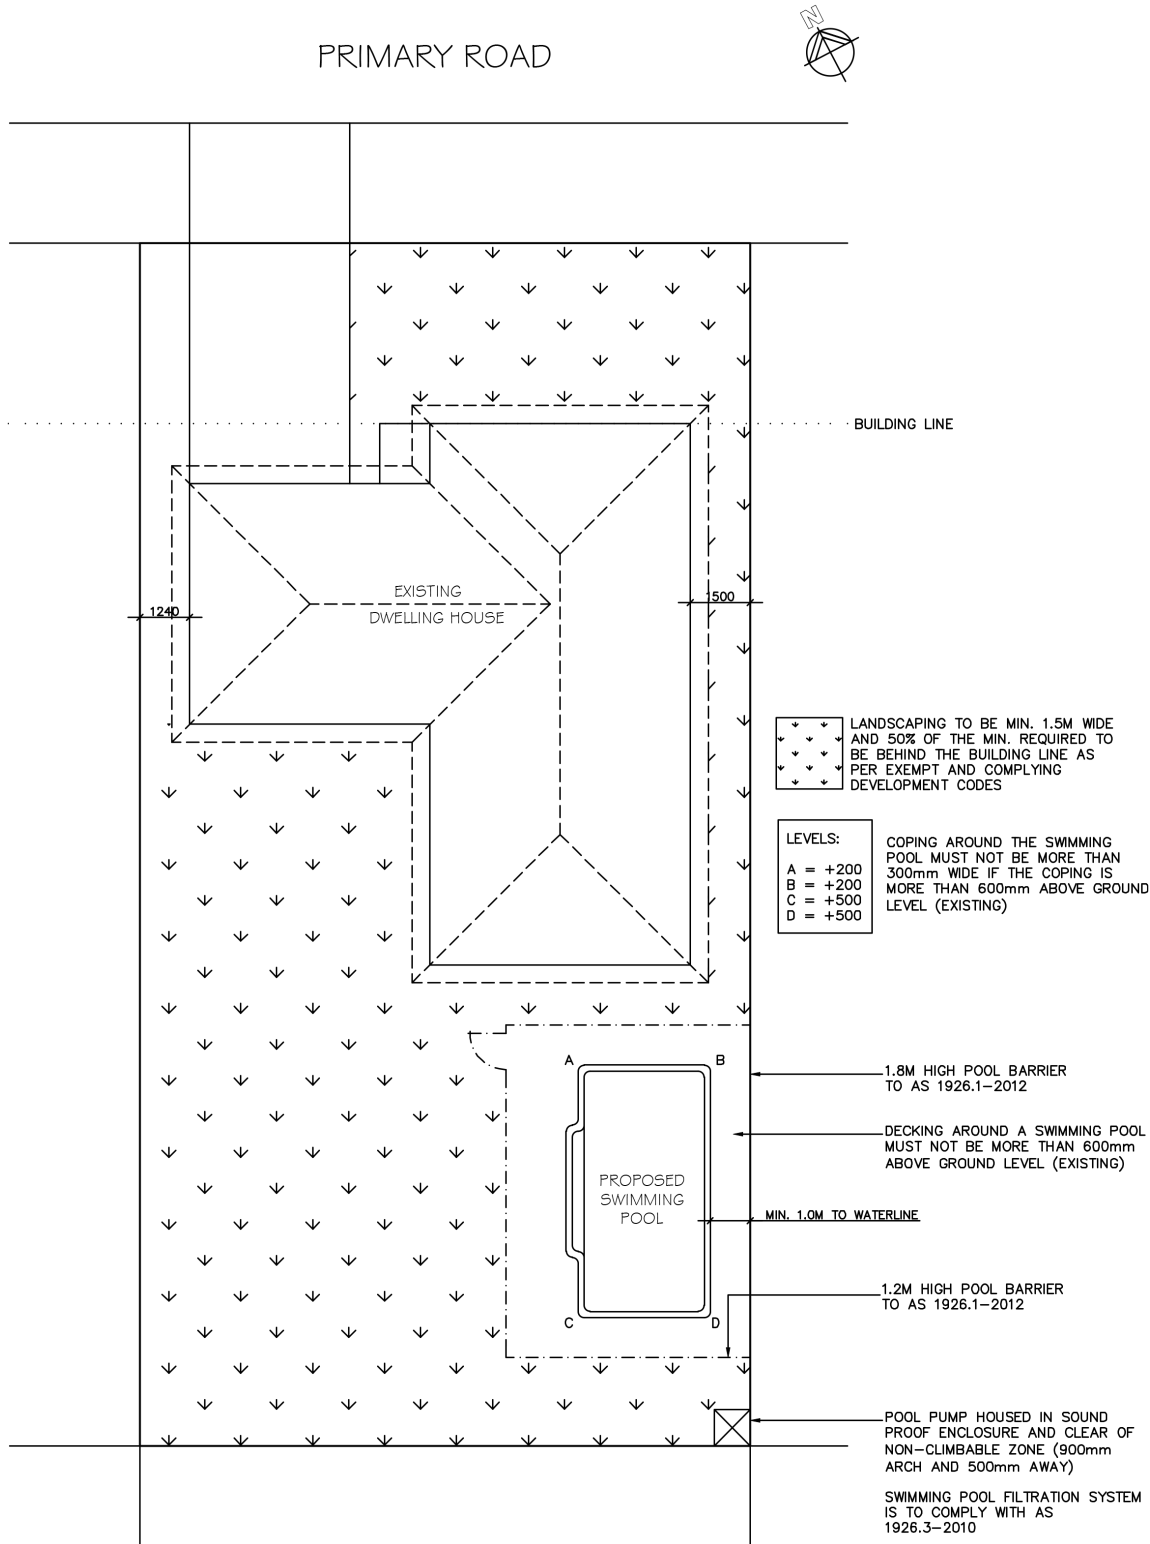 N
PRIMARY ROAD
BUILDING LINE
EXISTING
DWELLING HOUSE
1240
1500
LANDSCAPING TO BE MIN. 1.5M WIDE
AND 50% OF THE MIN. REQUIRED TO
BE BEHIND THE BUILDING LINE AS
PER EXEMPT AND COMPLYING
DEVELOPMENT CODES
LEVELS:
A = +200
B = +200
C = +500
D = +500
COPING AROUND THE SWIMMING
POOL MUST NOT BE MORE THAN
300mm WIDE IF THE COPING IS
MORE THAN 600mm ABOVE GROUND
LEVEL (EXISTING)
A
B
1.8M HIGH POOL BARRIER
TO AS 1926.1-2012
DECKING AROUND A SWIMMING POOL
MUST NOT BE MORE THAN 600mm
ABOVE GROUND LEVEL (EXISTING)
PROPOSED
SWIMMING
POOL
MIN. 1.0M TO WATERLINE
1.2M HIGH POOL BARRIER
TO AS 1926.1-2012
C
D
POOL PUMP HOUSED IN SOUND
PROOF ENCLOSURE AND CLEAR OF
NON-CLIMBABLE ZONE (900mm
ARCH AND 500mm AWAY)
SWIMMING POOL FILTRATION SYSTEM
IS TO COMPLY WITH AS
1926.3-2010